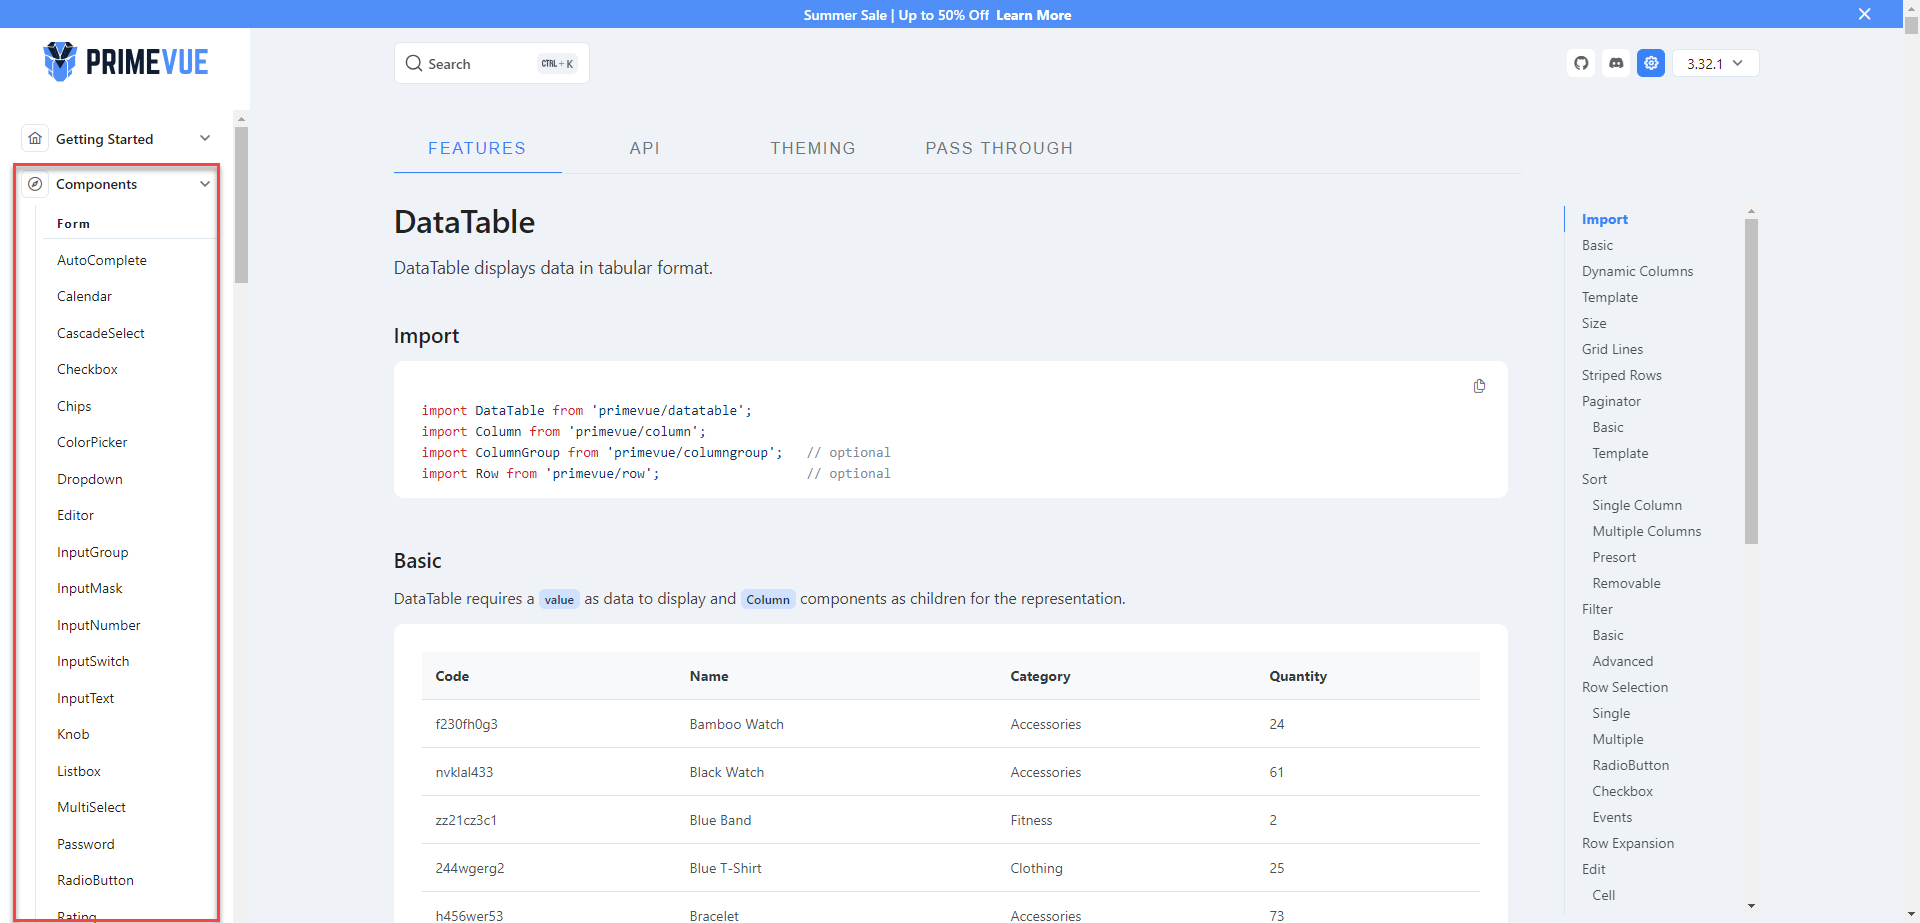 Summer Sale | Up to 50% Off Learn More
PRIMEVUE
Search CTRL+K
3.32.1
Getting Started
Components
Form
AutoComplete
Calendar
CascadeSelect
Checkbox
Chips
ColorPicker
Dropdown
Editor
InputGroup
InputMask
InputNumber
InputSwitch
InputText
Knob
Listbox
MultiSelect
Password
RadioButton
Rating
FEATURES API THEMING PASS THROUGH
DataTable
DataTable displays data in tabular format.
Import
import DataTable from 'primevue/datatable';
import Column from 'primevue/column';
import ColumnGroup from 'primevue/columngroup'; // optional
import Row from 'primevue/row'; // optional
Basic
DataTable requires a value as data to display and Column components as children for the representation.
Code Name Category Quantity
f230fh0g3 Bamboo Watch Accessories 24
nvklal433 Black Watch Accessories 61
zz21cz3c1 Blue Band Fitness 2
244wgerg2 Blue T-Shirt Clothing 25
h456wer53 Bracelet Accessories 73
Import
Basic
Dynamic Columns
Template
Size
Grid Lines
Striped Rows
Paginator
Basic
Template
Sort
Single Column
Multiple Columns
Presort
Removable
Filter
Basic
Advanced
Row Selection
Single
Multiple
RadioButton
Checkbox
Events
Row Expansion
Edit
Cell